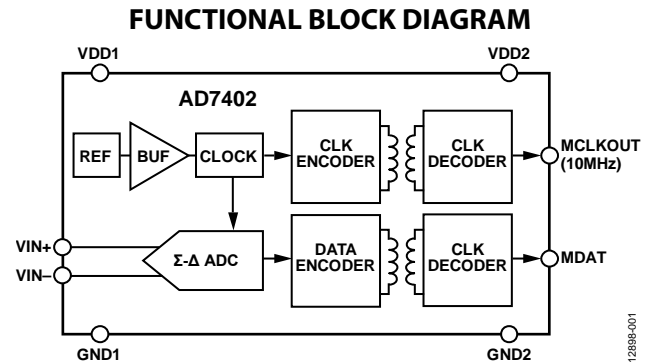 FUNCTIONAL BLOCK DIAGRAM
VDD1
VDD2
AD7402
REF
BUF
CLOCK
CLK
ENCODER
CLK
DECODER
MCLKOUT
(10MHz)
VIN+
VIN–
Σ-Δ ADC
DATA
ENCODER
CLK
DECODER
MDAT
GND1
GND2
12898-001